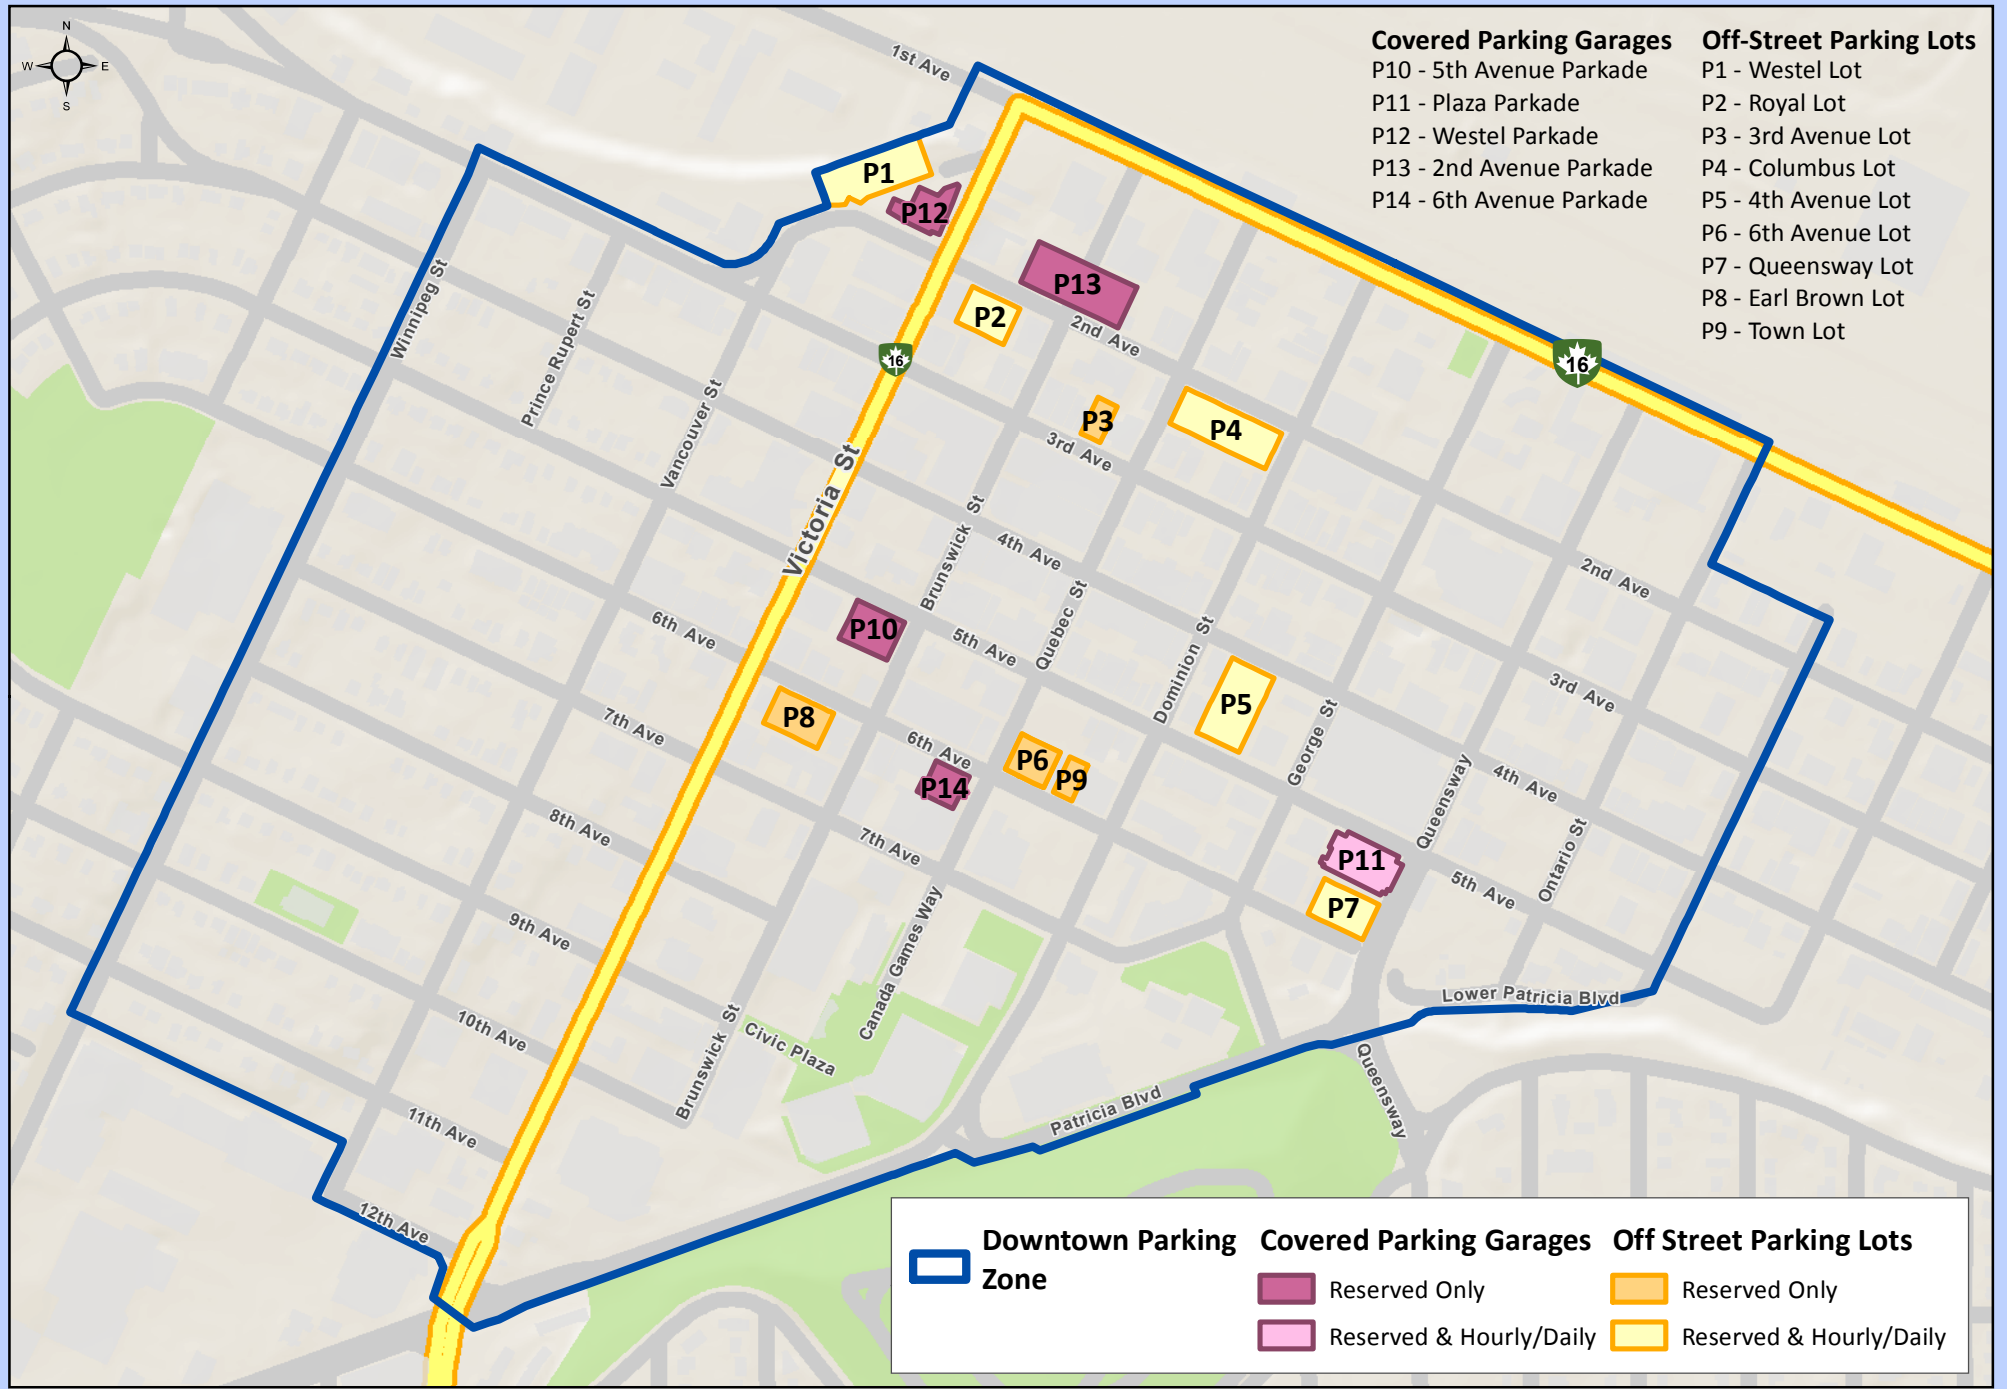 N
W E
S
Covered Parking Garages
P10 - 5th Avenue Parkade
P11 - Plaza Parkade
P12 - Westel Parkade
P13 - 2nd Avenue Parkade
P14 - 6th Avenue Parkade
Off-Street Parking Lots
P1 - Westel Lot
P2 - Royal Lot
P3 - 3rd Avenue Lot
P4 - Columbus Lot
P5 - 4th Avenue Lot
P6 - 6th Avenue Lot
P7 - Queensway Lot
P8 - Earl Brown Lot
P9 - Town Lot
1st Ave
P1
P12
P13
P2
2nd Ave
16
16
Winnipeg St
Prince Rupert St
Vancouver St
Victoria St
P3
P4
3rd Ave
Brunswick St
4th Ave
Quebec St
2nd Ave
P10
6th Ave
5th Ave
Dominion St
P5
3rd Ave
P8
7th Ave
6th Ave
P6
P9
P14
George St
Queensway
4th Ave
8th Ave
7th Ave
P11
Ontario St
5th Ave
P7
9th Ave
Canada Games Way
Lower Patricia Blvd
10th Ave
Brunswick St
Civic Plaza
Queensway
Patricia Blvd
11th Ave
12th Ave
Downtown Parking
Zone
Covered Parking Garages
Reserved Only
Reserved & Hourly/Daily
Off Street Parking Lots
Reserved Only
Reserved & Hourly/Daily